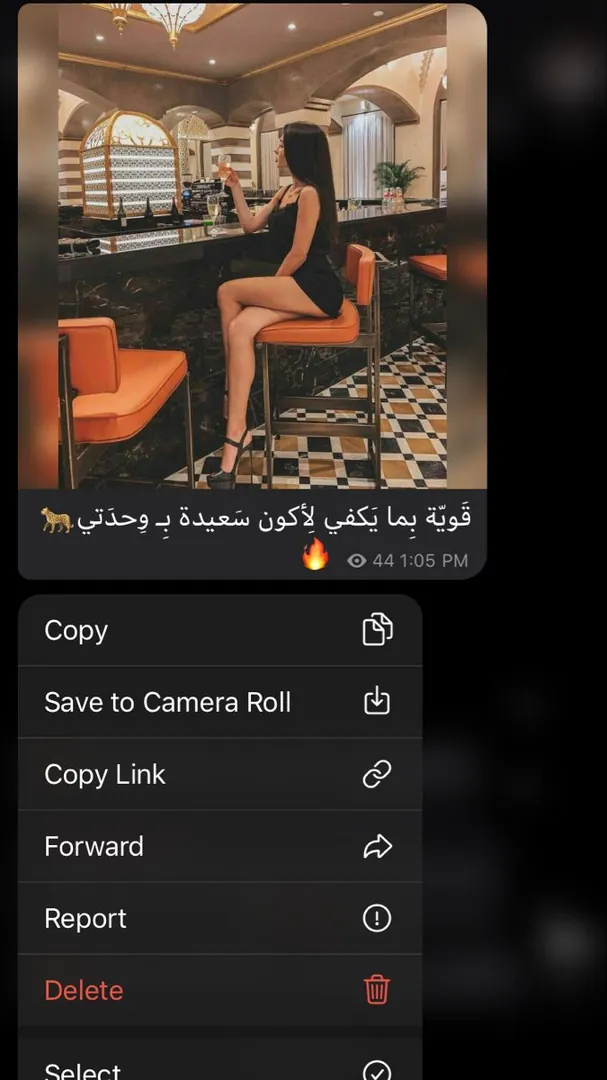 قَويّة بِما يَكفي لِأكون سَعيدة بِـ وِحدَتي🐆
🔥 44 1:05 PM
Copy
Save to Camera Roll
Copy Link
Forward
Report
Delete
Select